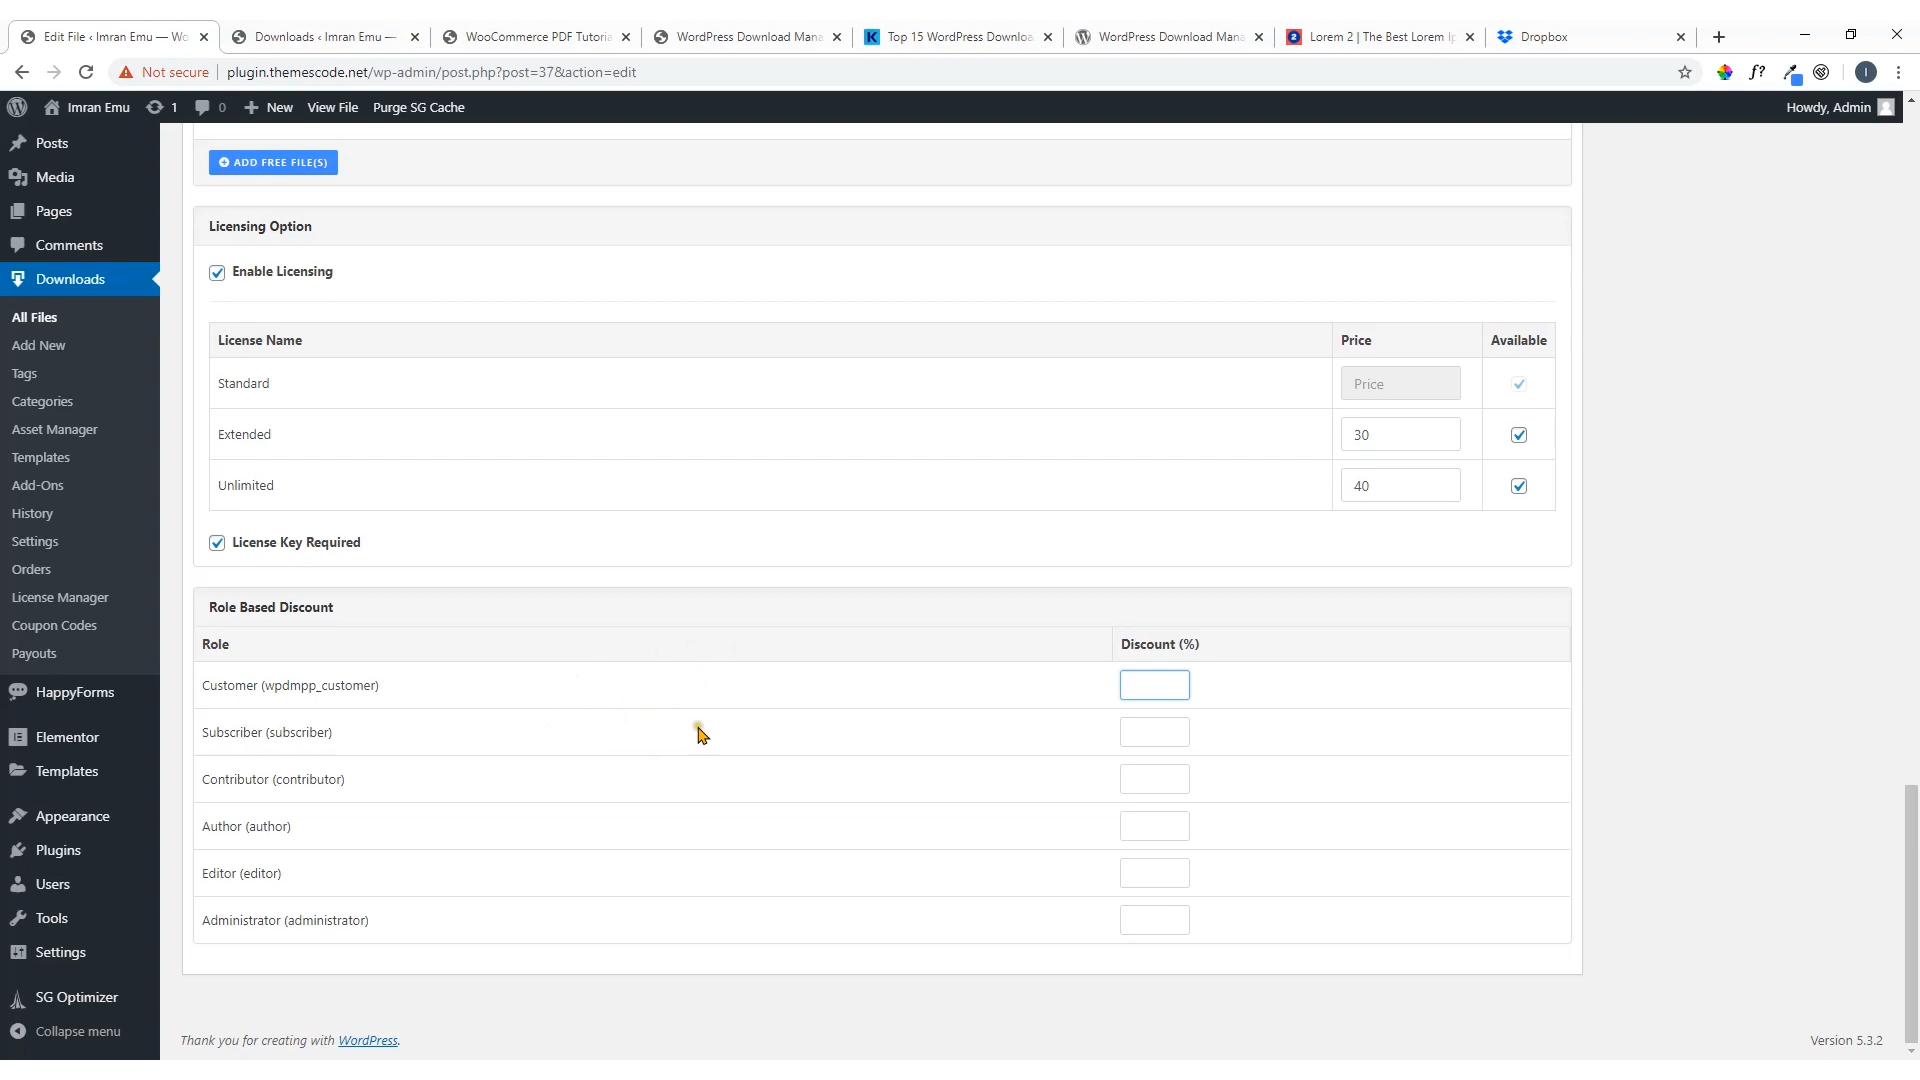 Edit File ‹ Imran Emu — Wo
Downloads ‹ Imran Emu —
WooCommerce PDF Tutoria
WordPress Download Mana
Top 15 WordPress Downloa
WordPress Download Mana
Lorem 2 | The Best Lorem Ip
Dropbox
Not secure
plugin.themescode.net/wp-admin/post.php?post=37&action=edit
f?
I
Imran Emu
1
0
New
View File
Purge SG Cache
Howdy, Admin
Posts
Media
Pages
Comments
Downloads
All Files
Add New
Tags
Categories
Asset Manager
Templates
Add-Ons
History
Settings
Orders
License Manager
Coupon Codes
Payouts
HappyForms
Elementor
Templates
Appearance
Plugins
Users
Tools
Settings
SG Optimizer
Collapse menu
ADD FREE FILE(S)
Licensing Option
Enable Licensing
License Name Price Available
Standard Price
Extended 30
Unlimited 40
License Key Required
Role Based Discount
Role Discount (%)
Customer (wpdmpp_customer)
Subscriber (subscriber)
Contributor (contributor)
Author (author)
Editor (editor)
Administrator (administrator)
Thank you for creating with WordPress.
Version 5.3.2